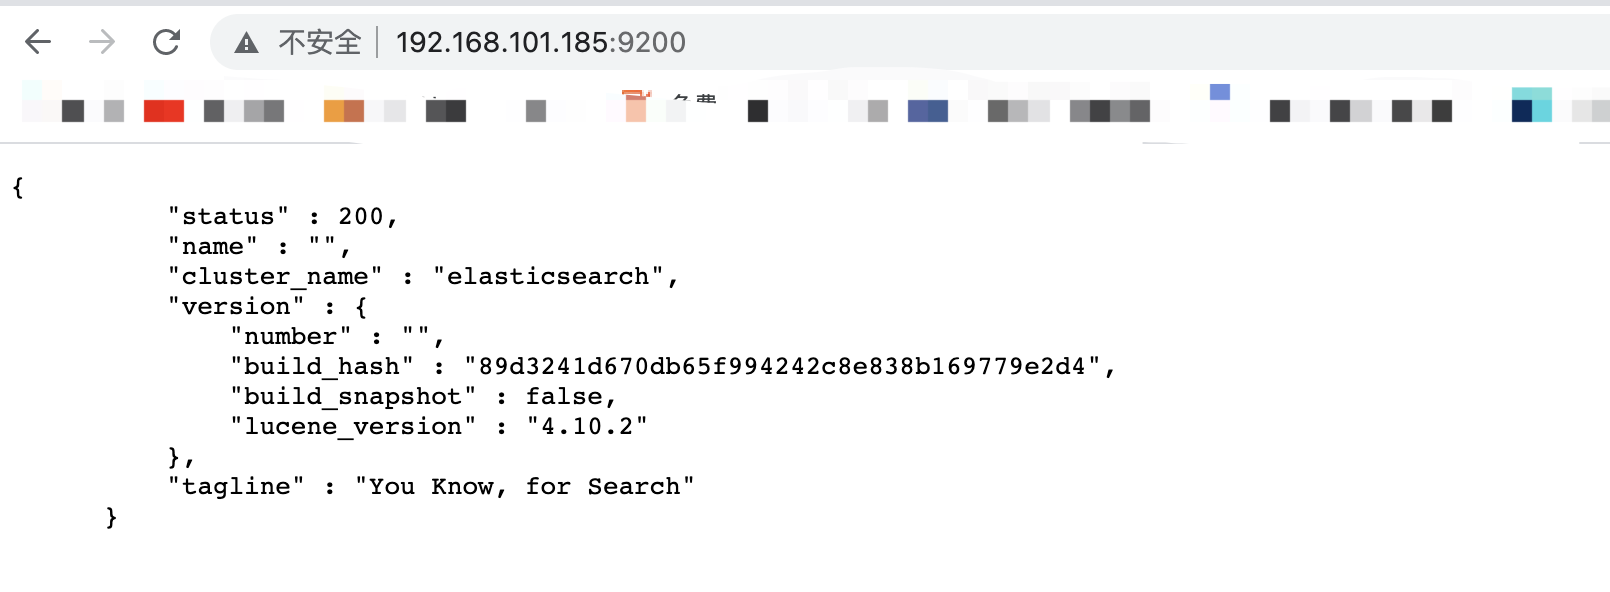 不安全 192.168.101.185:9200
{
"status" : 200,
"name" : "",
"cluster_name" : "elasticsearch",
"version" : {
"number" : "",
"build_hash" : "89d3241d670db65f994242c8e838b169779e2d4",
"build_snapshot" : false,
"lucene_version" : "4.10.2"
},
"tagline" : "You Know, for Search"
}